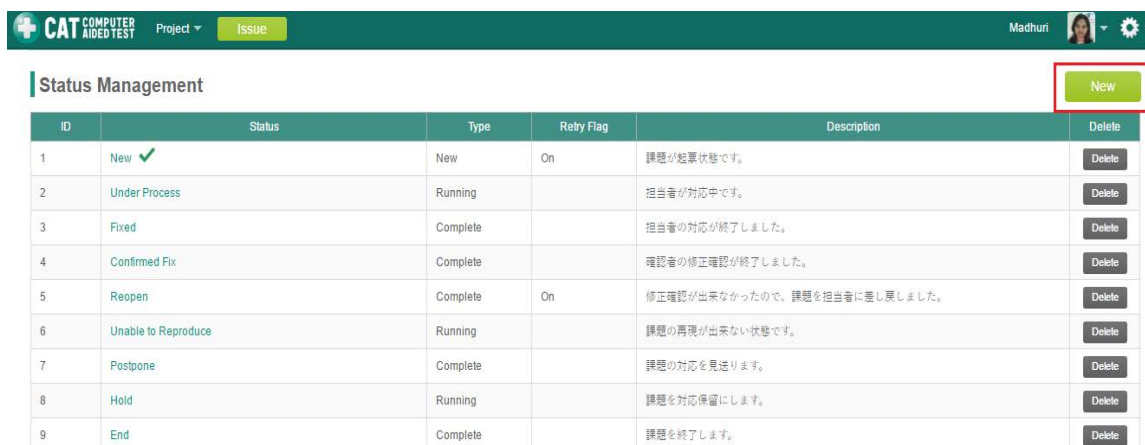 CAT COMPUTER AIDED TEST Project Issue Madhuri
Status Management New
ID Status Type Retry Flag Description Delete
1 New New On 課題が起票状態です。 Delete
2 Under Process Running 担当者が対応中です。 Delete
3 Fixed Complete 担当者の対応が終了しました。 Delete
4 Confirmed Fix Complete 確認者の修正確認が終了しました。 Delete
5 Reopen Complete On 修正確認が出来なかったので、課題を担当者に差し戻しました。 Delete
6 Unable to Reproduce Running 課題の再現が出来ない状態です。 Delete
7 Postpone Complete 課題の対応を見送ります。 Delete
8 Hold Running 課題を対応保留にします。 Delete
9 End Complete 課題を終了します。 Delete